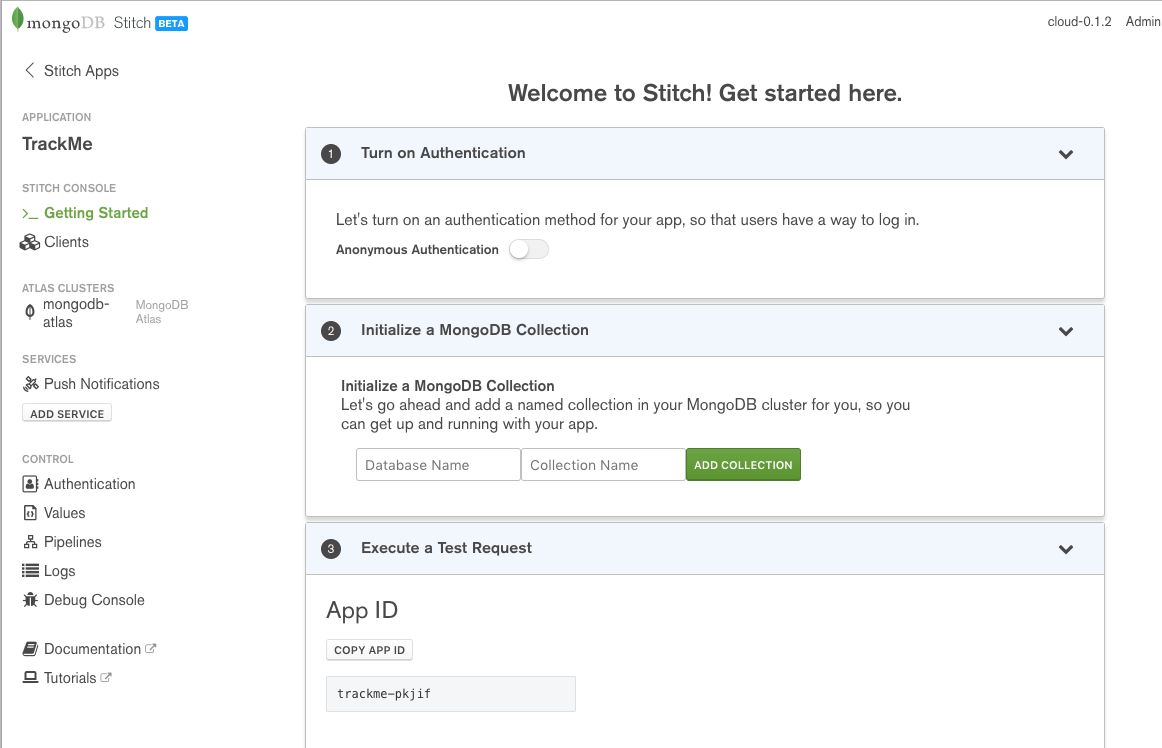 mongoDB Stitch BETA
cloud-0.1.2 Admin
Stitch Apps
APPLICATION
TrackMe
STITCH CONSOLE
>_ Getting Started
Clients
ATLAS CLUSTERS
mongodb-
atlas
MongoDB
Atlas
SERVICES
Push Notifications
ADD SERVICE
CONTROL
Authentication
Values
Pipelines
Logs
Debug Console
Documentation
Tutorials
Welcome to Stitch! Get started here.
1 Turn on Authentication
Let's turn on an authentication method for your app, so that users have a way to log in.
Anonymous Authentication
2 Initialize a MongoDB Collection
Initialize a MongoDB Collection
Let's go ahead and add a named collection in your MongoDB cluster for you, so you
can get up and running with your app.
Database Name Collection Name ADD COLLECTION
3 Execute a Test Request
App ID
COPY APP ID
trackme-pkjif